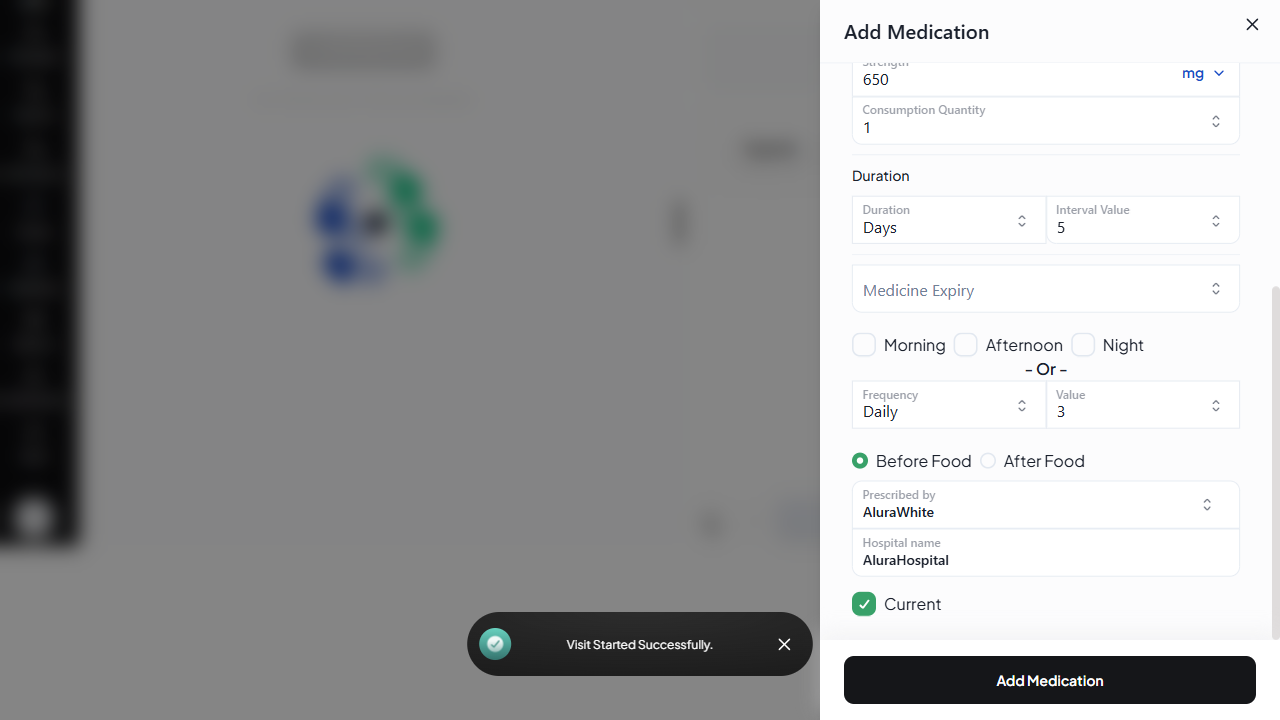 Add Medication
Strength
650
mg
Consumption Quantity
1
Duration
Duration
Days
Interval Value
5
Medicine Expiry
Morning
Afternoon
Night
- Or -
Frequency
Daily
Value
3
Before Food
After Food
Prescribed by
AluraWhite
Hospital name
AluraHospital
Current
Visit Started Successfully.
Add Medication